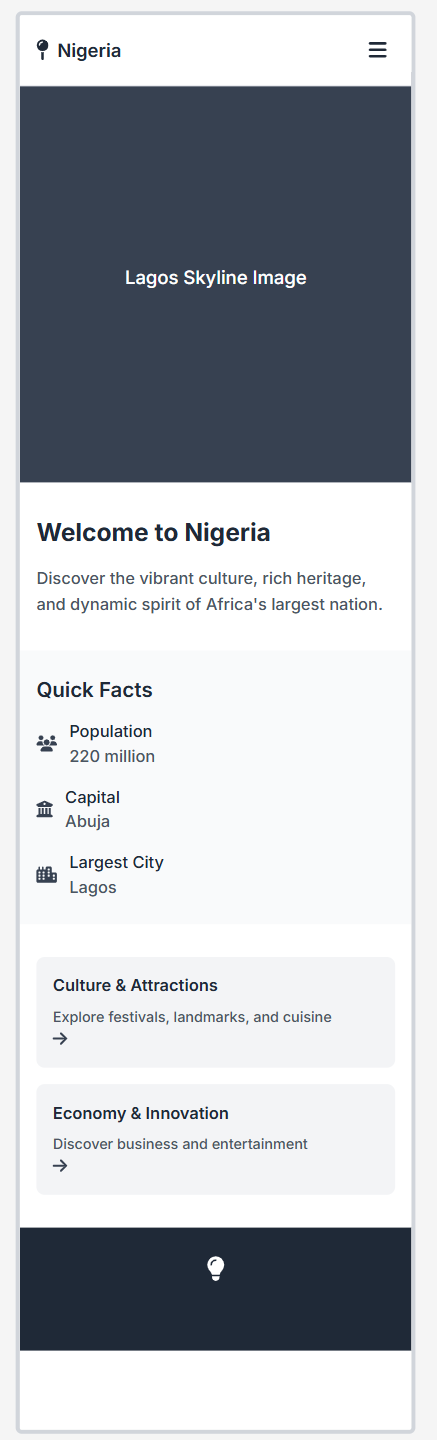 Nigeria
Lagos Skyline Image
Welcome to Nigeria
Discover the vibrant culture, rich heritage,
and dynamic spirit of Africa's largest nation.
Quick Facts
Population
220 million
Capital
Abuja
Largest City
Lagos
Culture & Attractions
Explore festivals, landmarks, and cuisine
Economy & Innovation
Discover business and entertainment